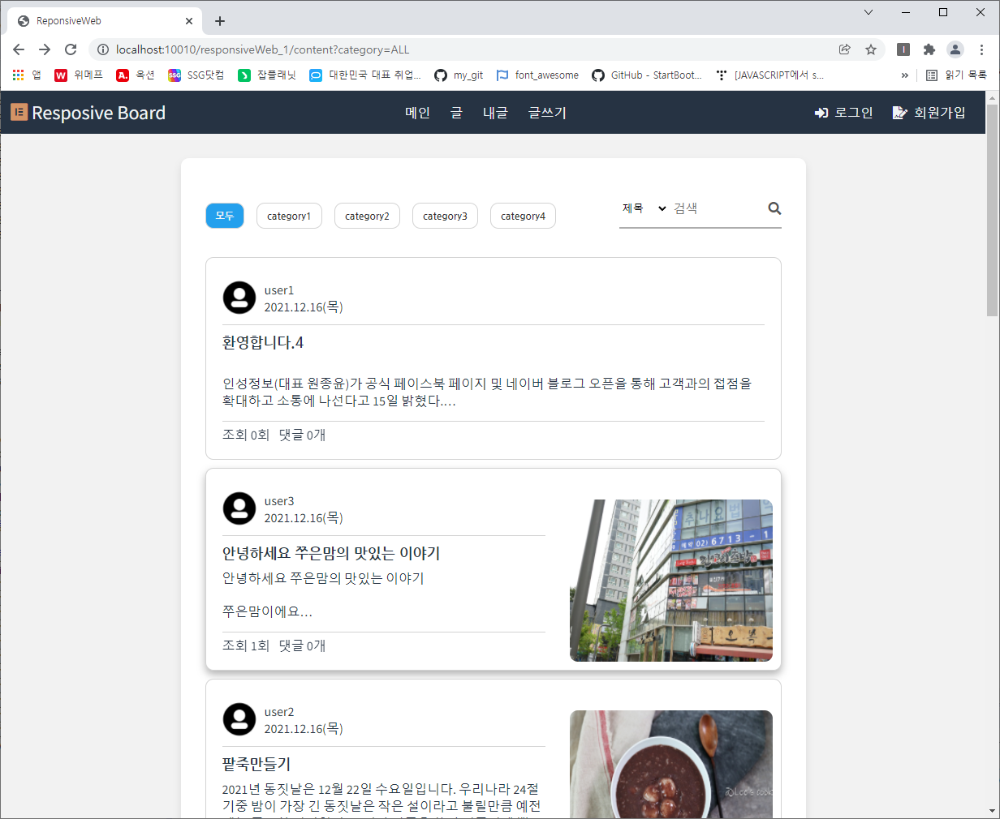 ReponsiveWeb
localhost:10010/responsiveWeb_1/content?category=ALL
앱 위메프 옥션 SSG닷컴 잡플래닛 대한민국 대표 취업... my_git font_awesome GitHub - StartBoot... [JAVASCRIPT에서 s... » 읽기 목록
Resposive Board 메인 글 내글 글쓰기 로그인 회원가입
모두 category1 category2 category3 category4 제목 검색
user1
2021.12.16(목)
환영합니다.4
인성정보(대표 원종윤)가 공식 페이스북 페이지 및 네이버 블로그 오픈을 통해 고객과의 접점을
확대하고 소통에 나선다고 15일 밝혔다....
조회 0회 댓글 0개
user3
2021.12.16(목)
안녕하세요 쭈은맘의 맛있는 이야기
안녕하세요 쭈은맘의 맛있는 이야기
쭈은맘이에요...
조회 1회 댓글 0개
추나요법
예약 02) 6713 - 1
user2
2021.12.16(목)
팥죽만들기
2021년 동짓날은 12월 22일 수요일입니다. 우리나라 24절
기중 밤이 가장 긴 동짓날은 작은 설이라고 불릴만큼 예전
Lee's cook